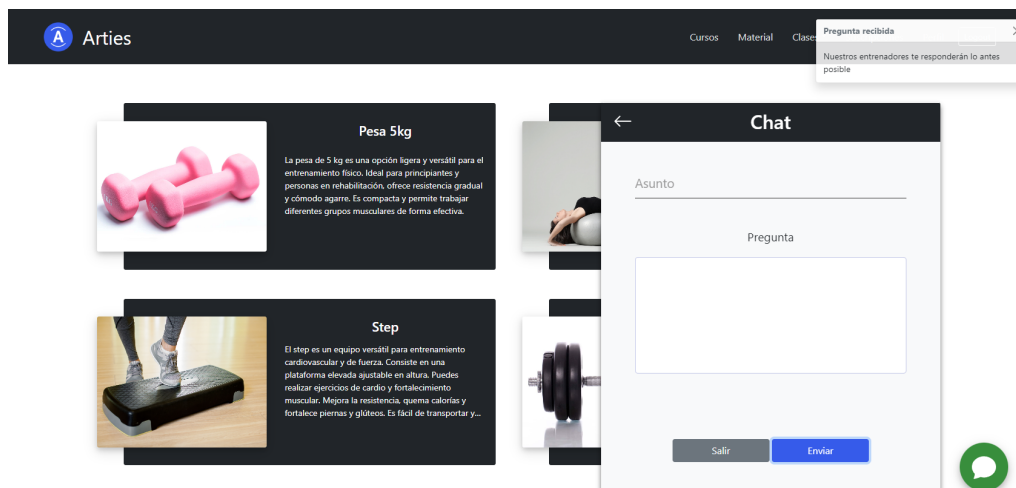 Arties
Cursos
Material
Pregunta recibida
Nuestros entrenadores te responderán lo antes
posible
Pesa 5kg
La pesa de 5 kg es una opción ligera y versátil para el
entrenamiento físico. Ideal para principiantes y
personas en rehabilitación, ofrece resistencia gradual
y cómodo agarre. Es compacta y permite trabajar
diferentes grupos musculares de forma efectiva.
Step
El step es un equipo versátil para entrenamiento
cardiovascular y de fuerza. Consiste en una
plataforma elevada ajustable en altura. Puedes
realizar ejercicios de cardio y fortalecimiento
muscular. Mejora la resistencia, quema calorías y
fortalece piernas y glúteos. Es fácil de transportar y...
Chat
Asunto
Pregunta
Salir
Enviar